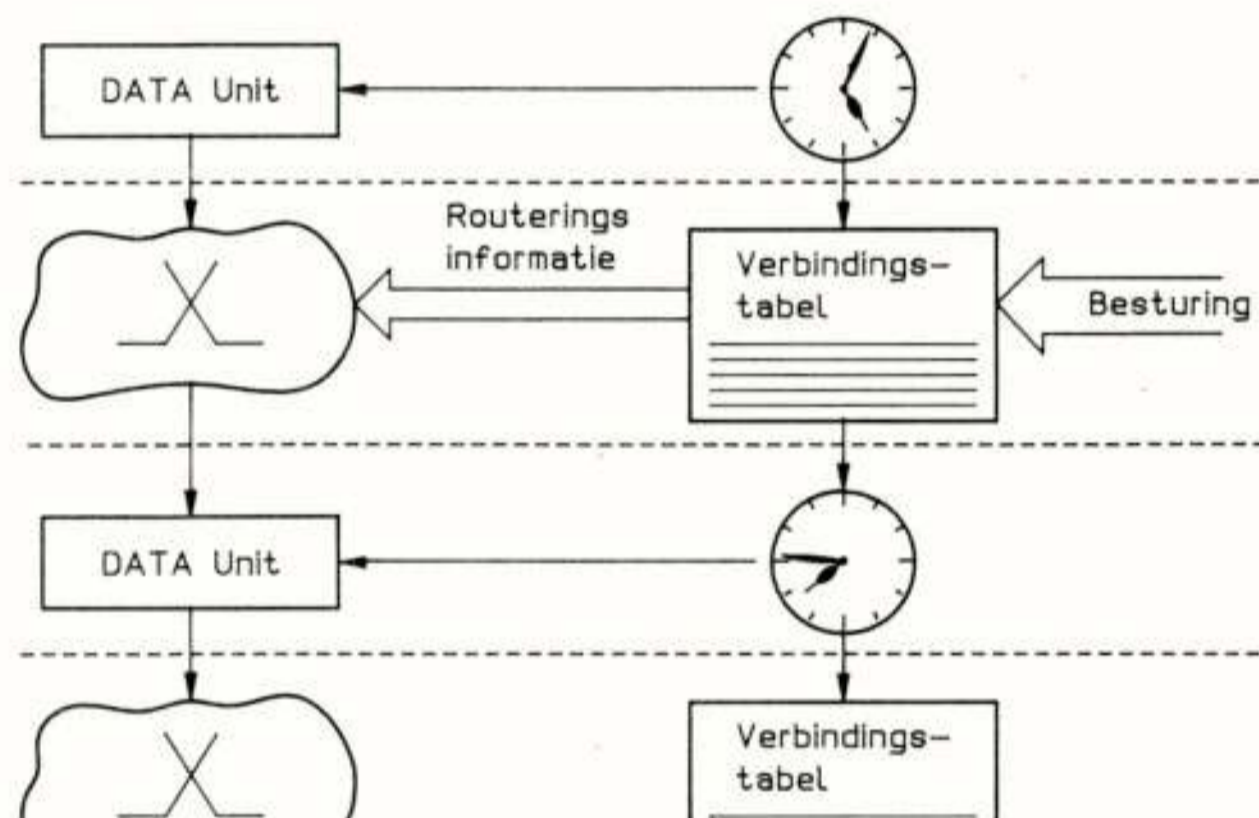 DATA Unit
Routerings
informatie
Verbindings-
tabel
Besturing
DATA Unit
Verbindings-
tabel